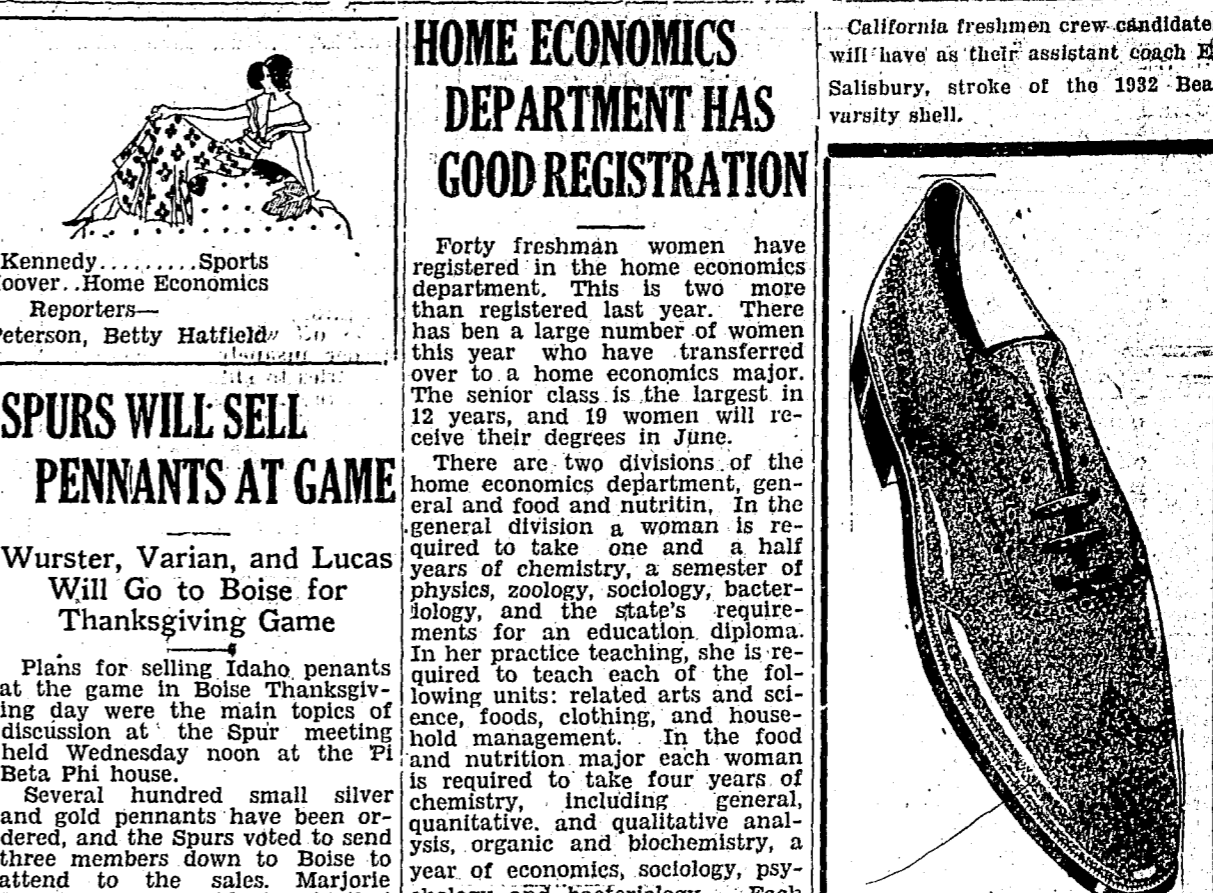 Kennedy.........Sports
oover..Home Economics
Reporters—
eterson, Betty Hatfield
SPURS WILL SELL
PENNANTS AT GAME
Wurster, Varian, and Lucas
Will Go to Boise for
Thanksgiving Game
Plans for selling Idaho penants
at the game in Boise Thanksgiv-
ing day were the main topics of
discussion at the Spur meeting
held Wednesday noon at the Pi
Beta Phi house.
Several hundred small silver
and gold pennants have been or-
dered, and the Spurs voted to send
three members down to Boise to
attend to the sales. Marjorie
HOME ECONOMICS
DEPARTMENT HAS
GOOD REGISTRATION
Forty freshman women have
registered in the home economics
department. This is two more
than registered last year. There
has ben a large number of women
this year who have transferred
over to a home economics major.
The senior class is the largest in
12 years, and 19 women will re-
ceive their degrees in June.
There are two divisions of the
home economics department, gen-
eral and food and nutritin. In the
general division a woman is re-
quired to take one and a half
years of chemistry, a semester of
physics, zoology, sociology, bacter-
iology, and the state's require-
ments for an education diploma.
In her practice teaching, she is re-
quired to teach each of the fol-
lowing units: related arts and sci-
ence, foods, clothing, and house-
hold management. In the food
and nutrition major each woman
is required to take four years of
chemistry, including general,
quanitative. and qualitative anal-
ysis, organic and biochemistry, a
year of economics, sociology, psy-
chology and bacteriology. Each
California freshmen crew candidate
will have as their assistant coach E
Salisbury, stroke of the 1932 Bea
varsity shell.